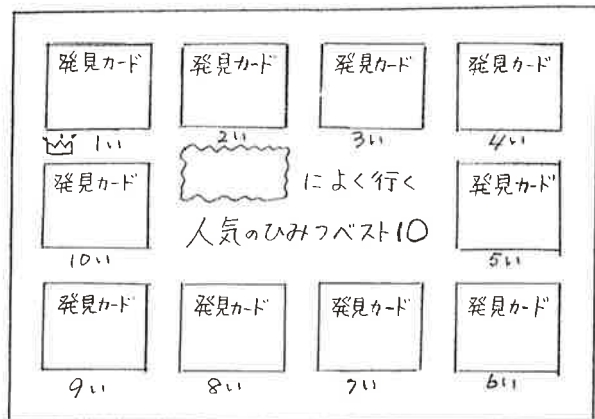 発見カード 発見カード 発見カード 発見カード
1い 2い 3い 4い
によく行く
発見カード 発見カード
人気のひみつベスト10
10い 5い
発見カード 発見カード 発見カード 発見カード
9い 8い 7い 6い